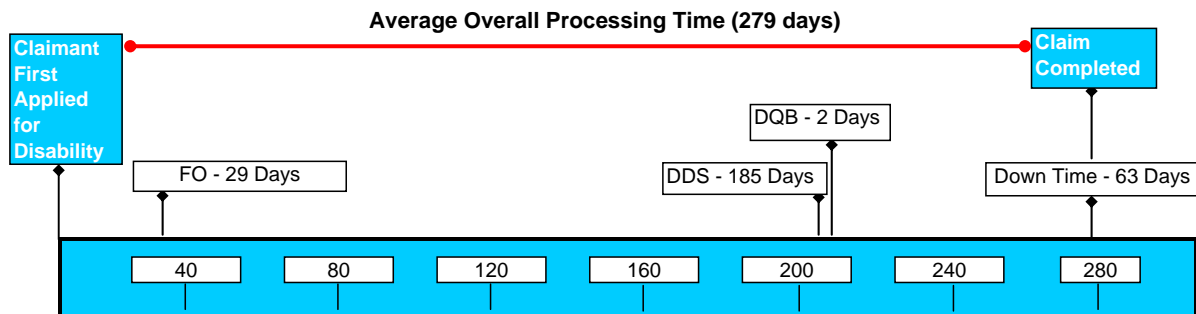 Average Overall Processing Time (279 days)
Claimant
First
Applied
for
Disability
Claim
Completed
DQB - 2 Days
FO - 29 Days
DDS - 185 Days
Down Time - 63 Days
40
80
120
160
200
240
280